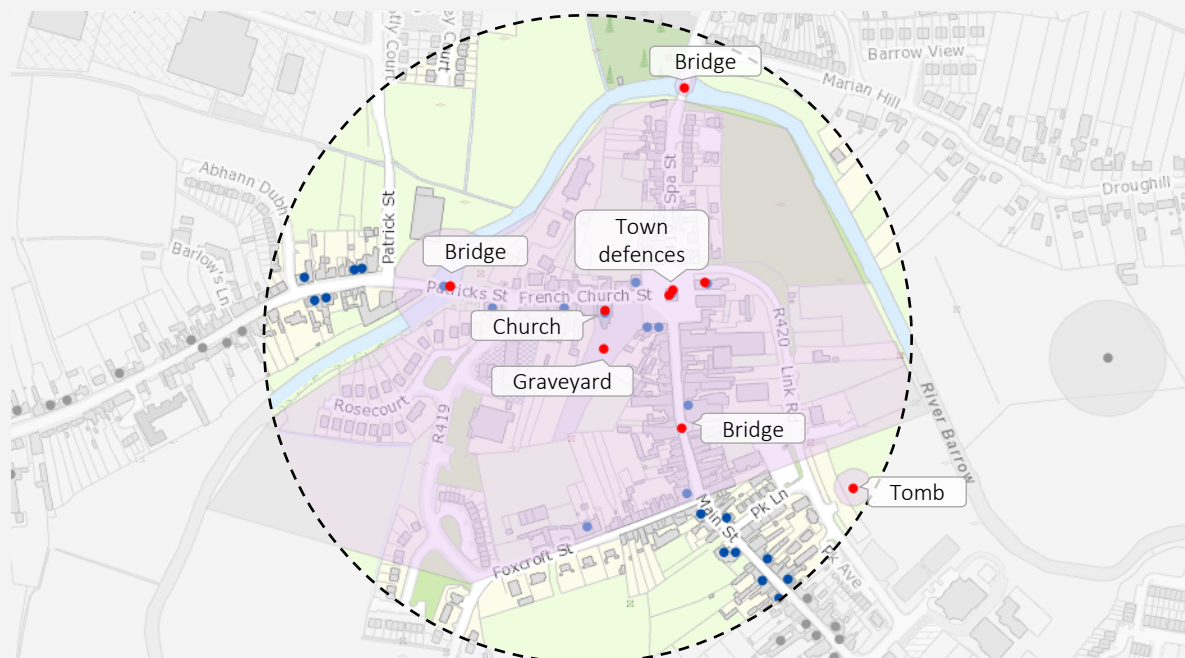 Bridge
Barrow View
Marian Hill
Droughill
Abhann Dubh
Barlow's Ln
Patrick St
Court
Spa St
Town
defences
Bridge
Patricks St
French Church St
Church
Graveyard
R420
Link R
Rosecourt
R419
Bridge
River Barrow
Tomb
Main St
Pk Ln
Foxcroft St
Pk Ave